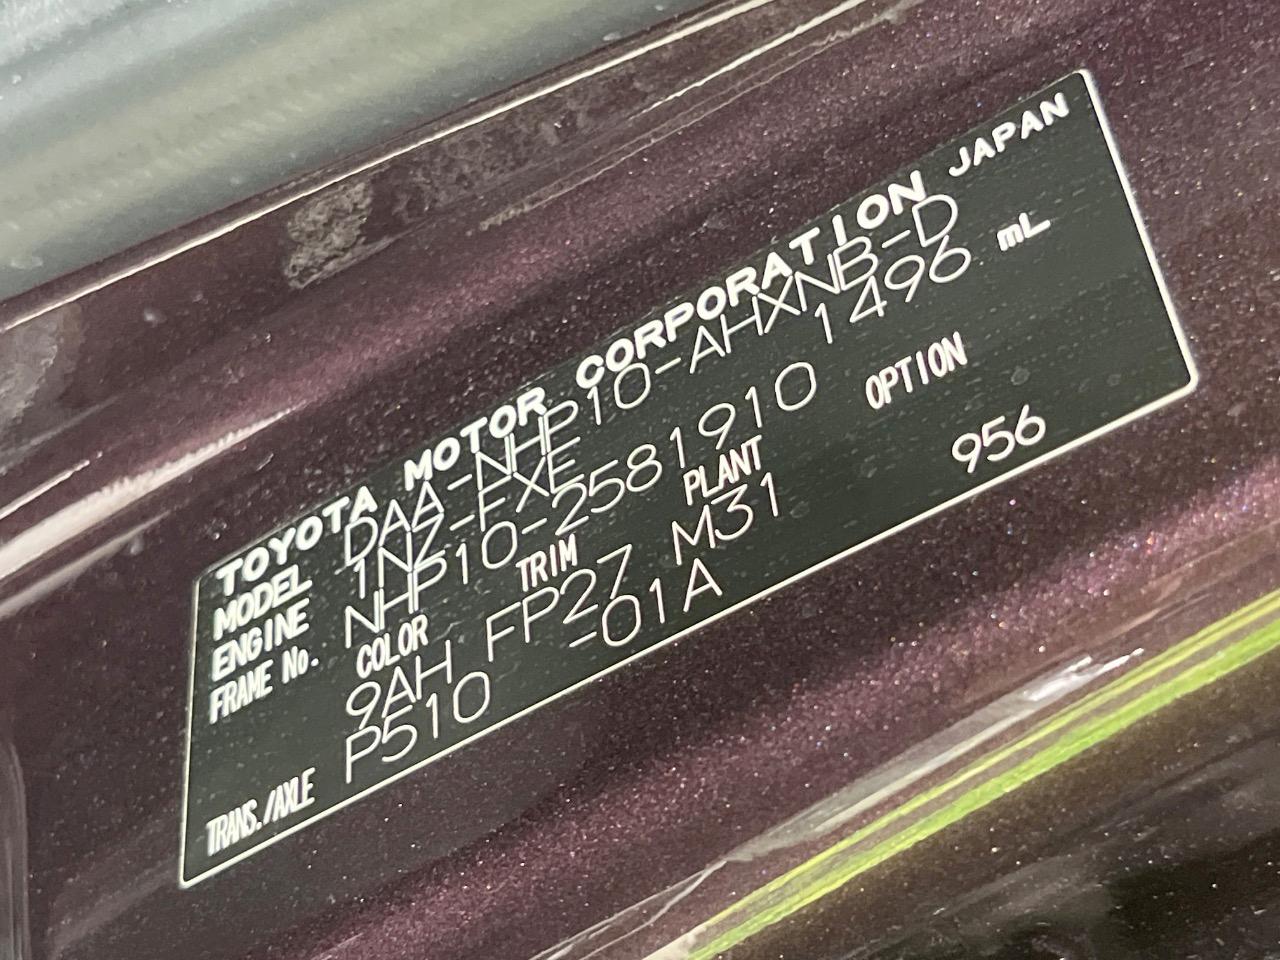 TOYOTA MOTOR CORPORATION JAPAN
MODEL DAA-NHP10-AHXNB-D
ENGINE 1NZ-FXE 1496 mL
FRAME No. NHP10-2581910
COLOR TRIM PLANT OPTION
9AH FP27 M31 956
TRANS./AXLE P510 -01A